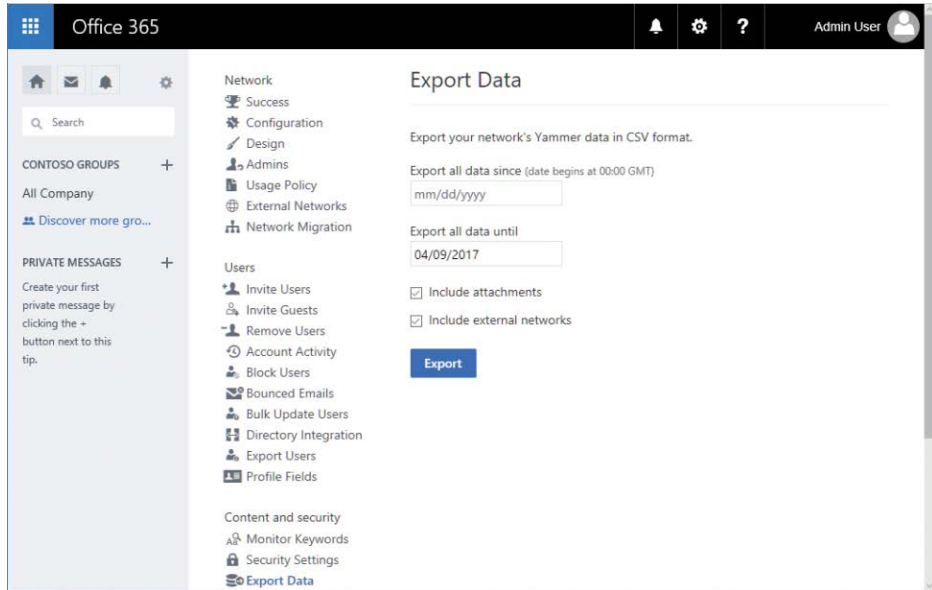 Office 365
Admin User
Search
CONTOSO GROUPS
All Company
Discover more gro...
PRIVATE MESSAGES
Create your first
private message by
clicking the +
button next to this
tip.
Network
Success
Configuration
Design
Admins
Usage Policy
External Networks
Network Migration
Users
Invite Users
Invite Guests
Remove Users
Account Activity
Block Users
Bounced Emails
Bulk Update Users
Directory Integration
Export Users
Profile Fields
Content and security
Monitor Keywords
Security Settings
Export Data
Export Data
Export your network's Yammer data in CSV format.
Export all data since (date begins at 00:00 GMT)
mm/dd/yyyy
Export all data until
04/09/2017
Include attachments
Include external networks
Export